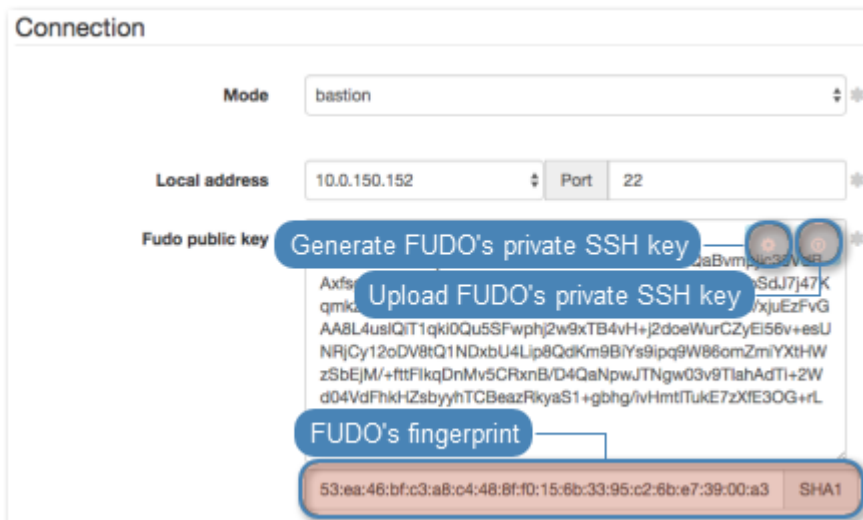 Connection
Mode
bastion
Local address
10.0.150.152
Port
22
Fudo public key
Generate FUDO's private SSH key
Upload FUDO's private SSH key
AA8L4uslQiT1qkl0Qu5SFwphj2w9xTB4vH+j2doeWurCZyEi56v+esU
NRjCy12oDV8tQ1NDxbU4Lip8QdKm9BiYs9ipq9W86omZmiYXtHW
zSbEjM/+fttFlkqDnMv5CRxnB/D4QaNpwJTNgw03v9TlahAdTi+2W
d04VdFhkHZsbyyhTCBeazRkyaS1+gbhg/ivHmtlTukE7zXfE3OG+rL
FUDO's fingerprint
53:ea:46:bf:c3:a8:c4:48:8f:f0:15:6b:33:95:c2:6b:e7:39:00:a3
SHA1